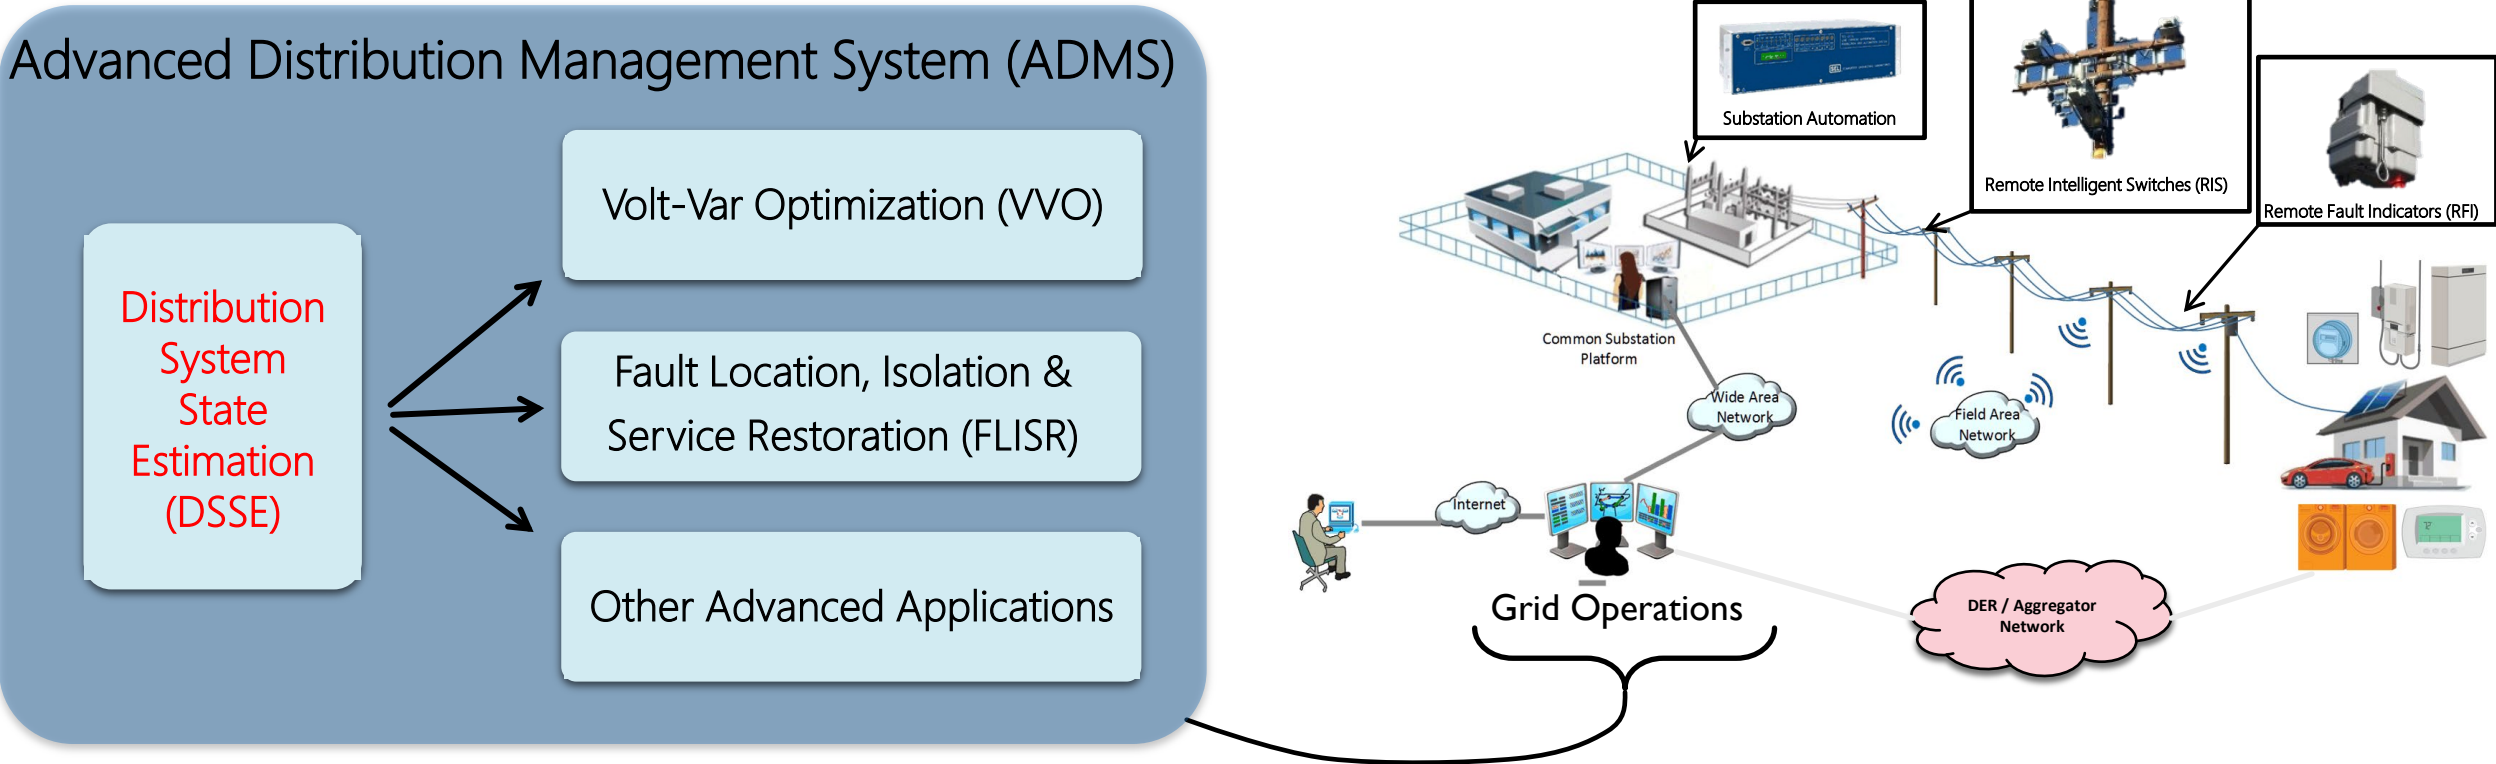 Advanced Distribution Management System (ADMS)
Distribution
System
State
Estimation
(DSSE)
Volt-Var Optimization (VVO)
Fault Location, Isolation &
Service Restoration (FLISR)
Other Advanced Applications
SEL
Substation Automation
Remote Intelligent Switches (RIS)
Remote Fault Indicators (RFI)
Common Substation
Platform
Wide Area
Network
Field Area
Network
Internet
Grid Operations
DER / Aggregator
Network